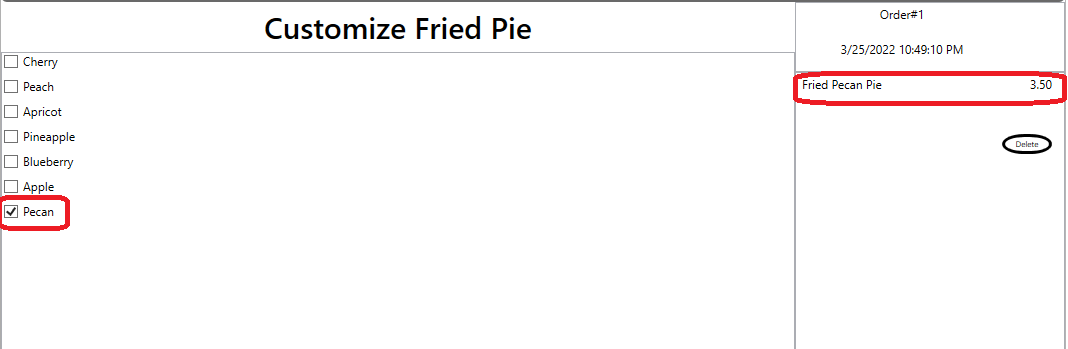 Customize Fried Pie
Cherry
Peach
Apricot
Pineapple
Blueberry
Apple
Pecan
Order#1
3/25/2022 10:49:10 PM
Fried Pecan Pie 3.50
Delete